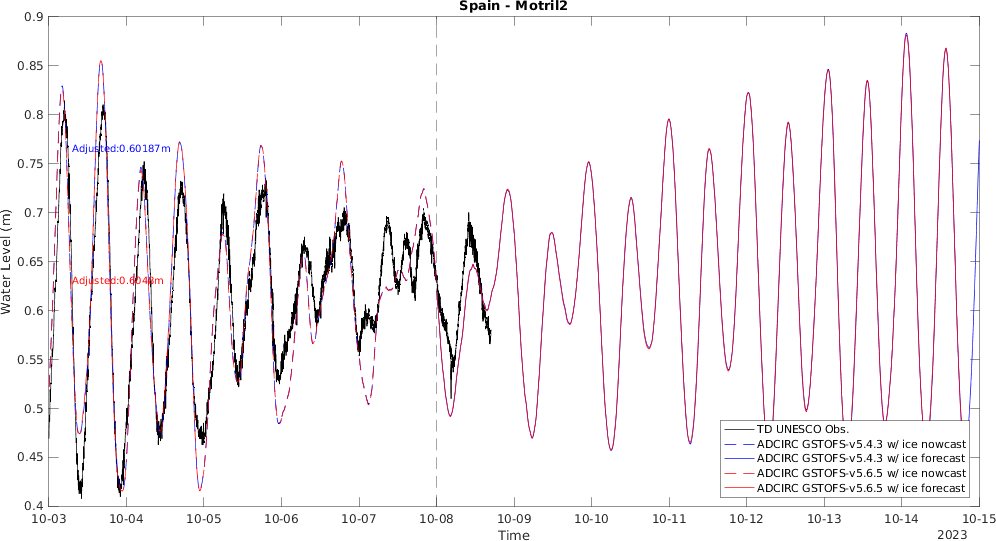 Spain - Motril2
Water Level (m)
0.9
0.85
0.8
0.75
0.7
0.65
0.6
0.55
0.5
0.45
0.4
Adjusted:0.60187m
Adjusted:0.6043m
TD UNESCO Obs.
ADCIRC GSTOFS-v5.4.3 w/ ice nowcast
ADCIRC GSTOFS-v5.4.3 w/ ice forecast
ADCIRC GSTOFS-v5.6.5 w/ ice nowcast
ADCIRC GSTOFS-v5.6.5 w/ ice forecast
10-03 10-04 10-05 10-06 10-07 10-08 10-09 10-10 10-11 10-12 10-13 10-14 10-15
Time
2023